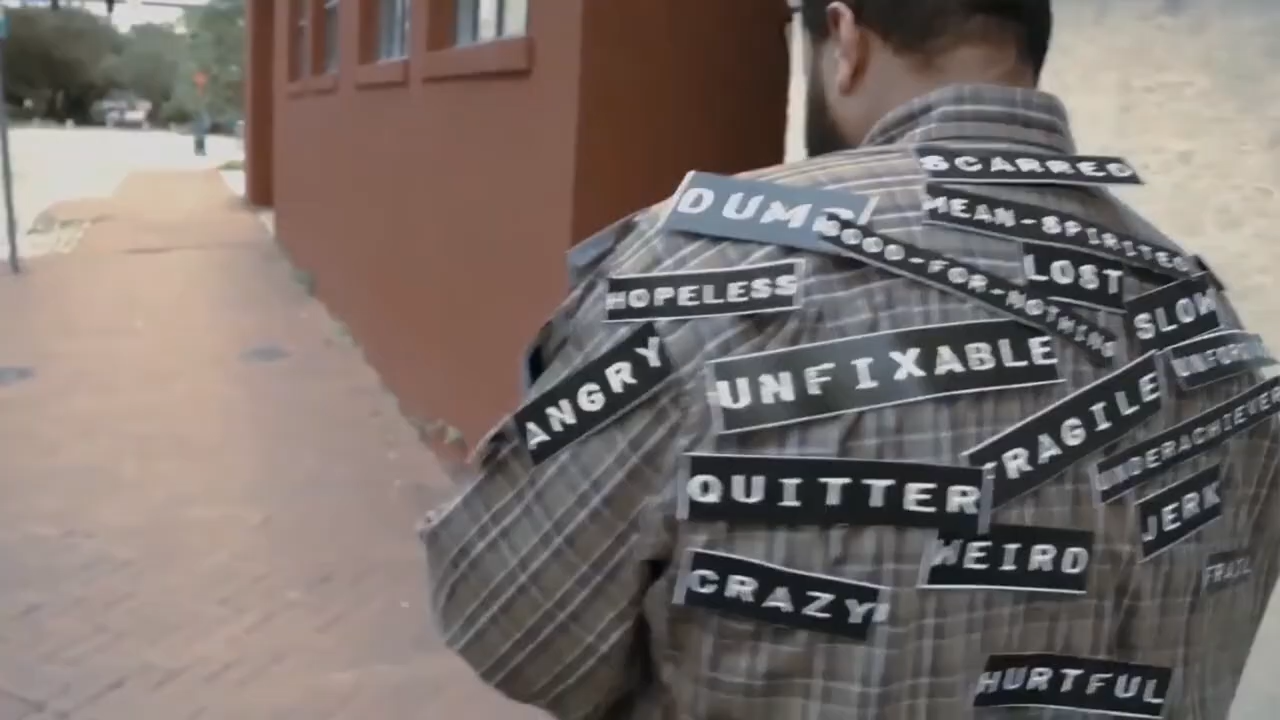 SCARRED
DUMB
MEAN-SPIRITED
GOOD-FOR-NOTHING
LOST
HOPELESS
SLOW
ANGRY
UNFIXABLE
FRAGILE
UNDERACHIEVER
QUITTER
JERK
WEIRD
FRAIL
CRAZY
HURTFUL